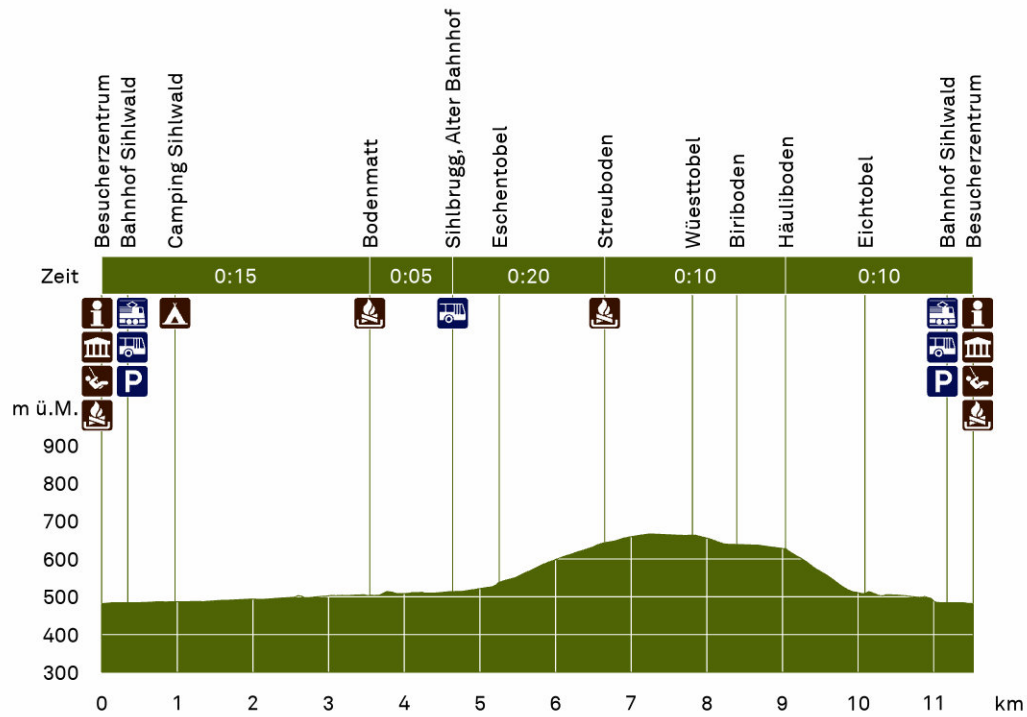 Besucherzentrum
Bahnhof Sihlwald
Camping Sihlwald
Bodenmatt
Sihlbrugg, Alter Bahnhof
Eschentobel
Streuboden
Wüesttobel
Biriboden
Häuliboden
Eichtobel
Bahnhof Sihlwald
Besucherzentrum
Zeit 0:15 0:05 0:20 0:10 0:10
P P
m ü.M.
900
800
700
600
500
400
300
0 1 2 3 4 5 6 7 8 9 10 11 km